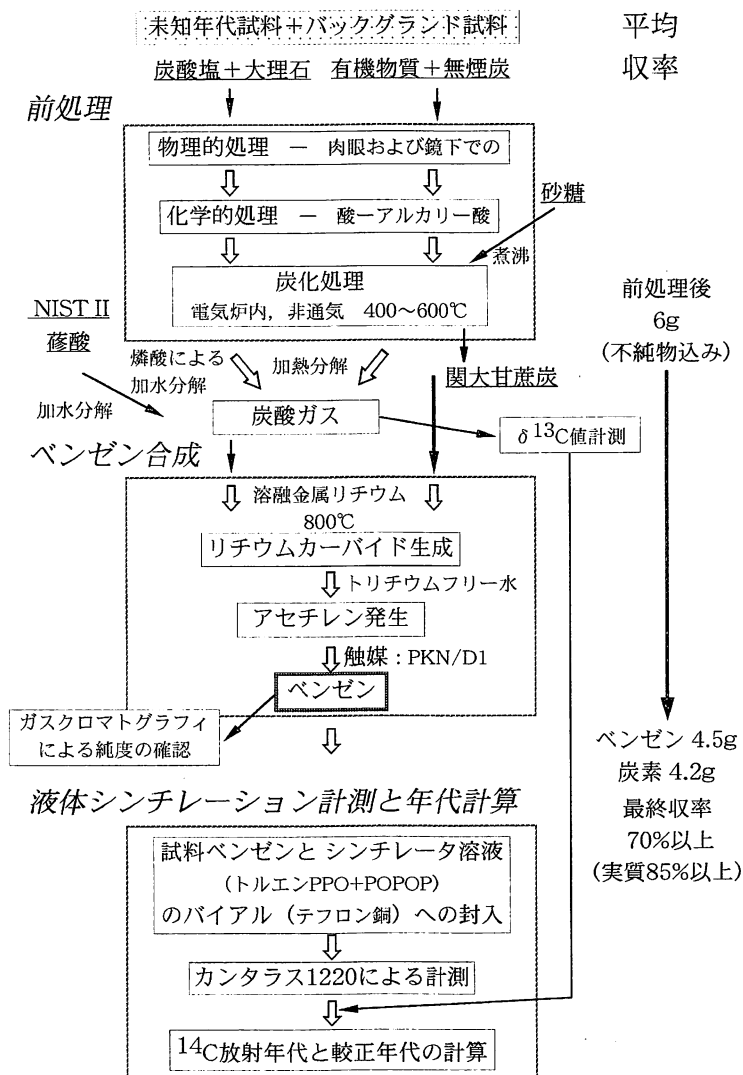 未知年代試料＋バックグランド試料
平均
収率
炭酸塩＋大理石 有機物質＋無煙炭
前処理
物理的処理 － 肉眼および鏡下での
化学的処理 － 酸－アルカリ－酸
砂糖
煮沸
炭化処理
電気炉内，非通気 400～600℃
NIST II
蓚酸
加水分解
燐酸による
加水分解
加熱分解
関大甘蔗炭
炭酸ガス
δ13C値計測
前処理後
6g
(不純物込み)
ベンゼン合成
溶融金属リチウム
800℃
リチウムカーバイド生成
トリチウムフリー水
アセチレン発生
触媒：PKN/D1
ベンゼン
ガスクロマトグラフィ
による純度の確認
ベンゼン 4.5g
炭素 4.2g
最終収率
70%以上
(実質85%以上)
液体シンチレーション計測と年代計算
試料ベンゼンと シンチレータ溶液
(トルエンPPO+POPOP)
のバイアル（テフロン銅）への封入
カンタラス1220による計測
14C放射年代と較正年代の計算